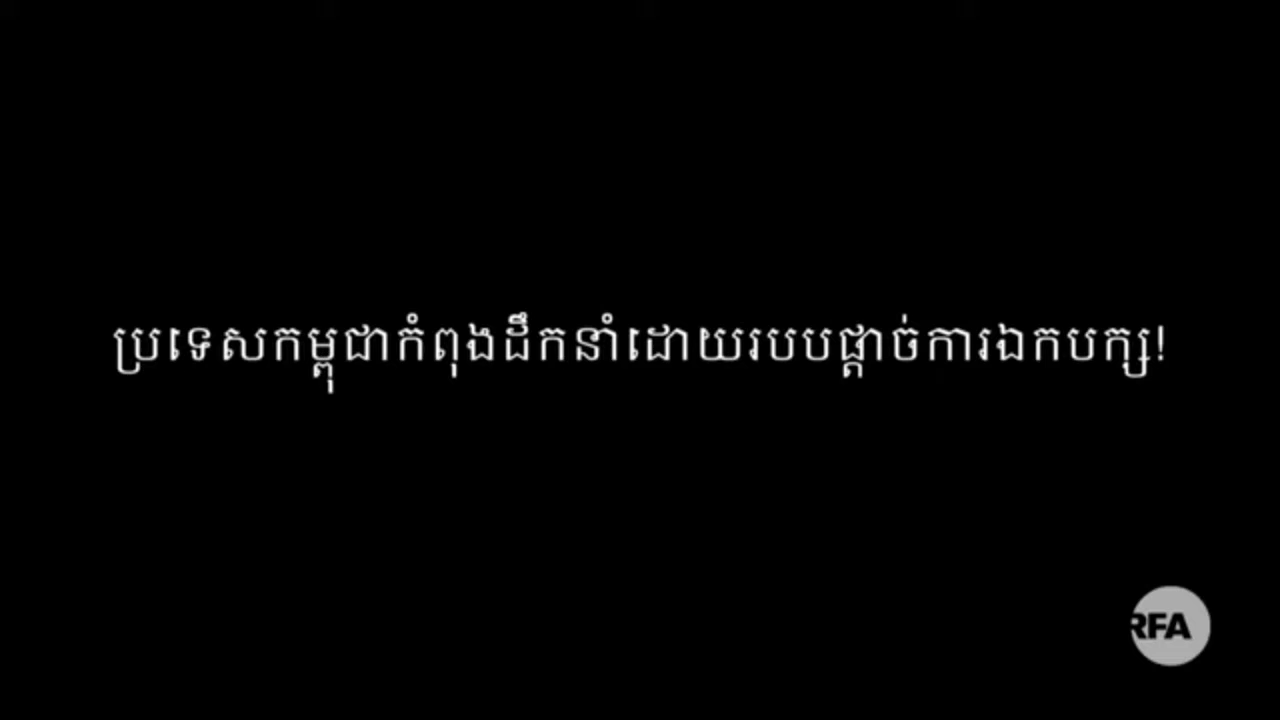 ប្រទេសកម្ពុជាកំពុងដឹកនាំដោយរបបផ្តាច់ការឯកបក្ស!
RFA